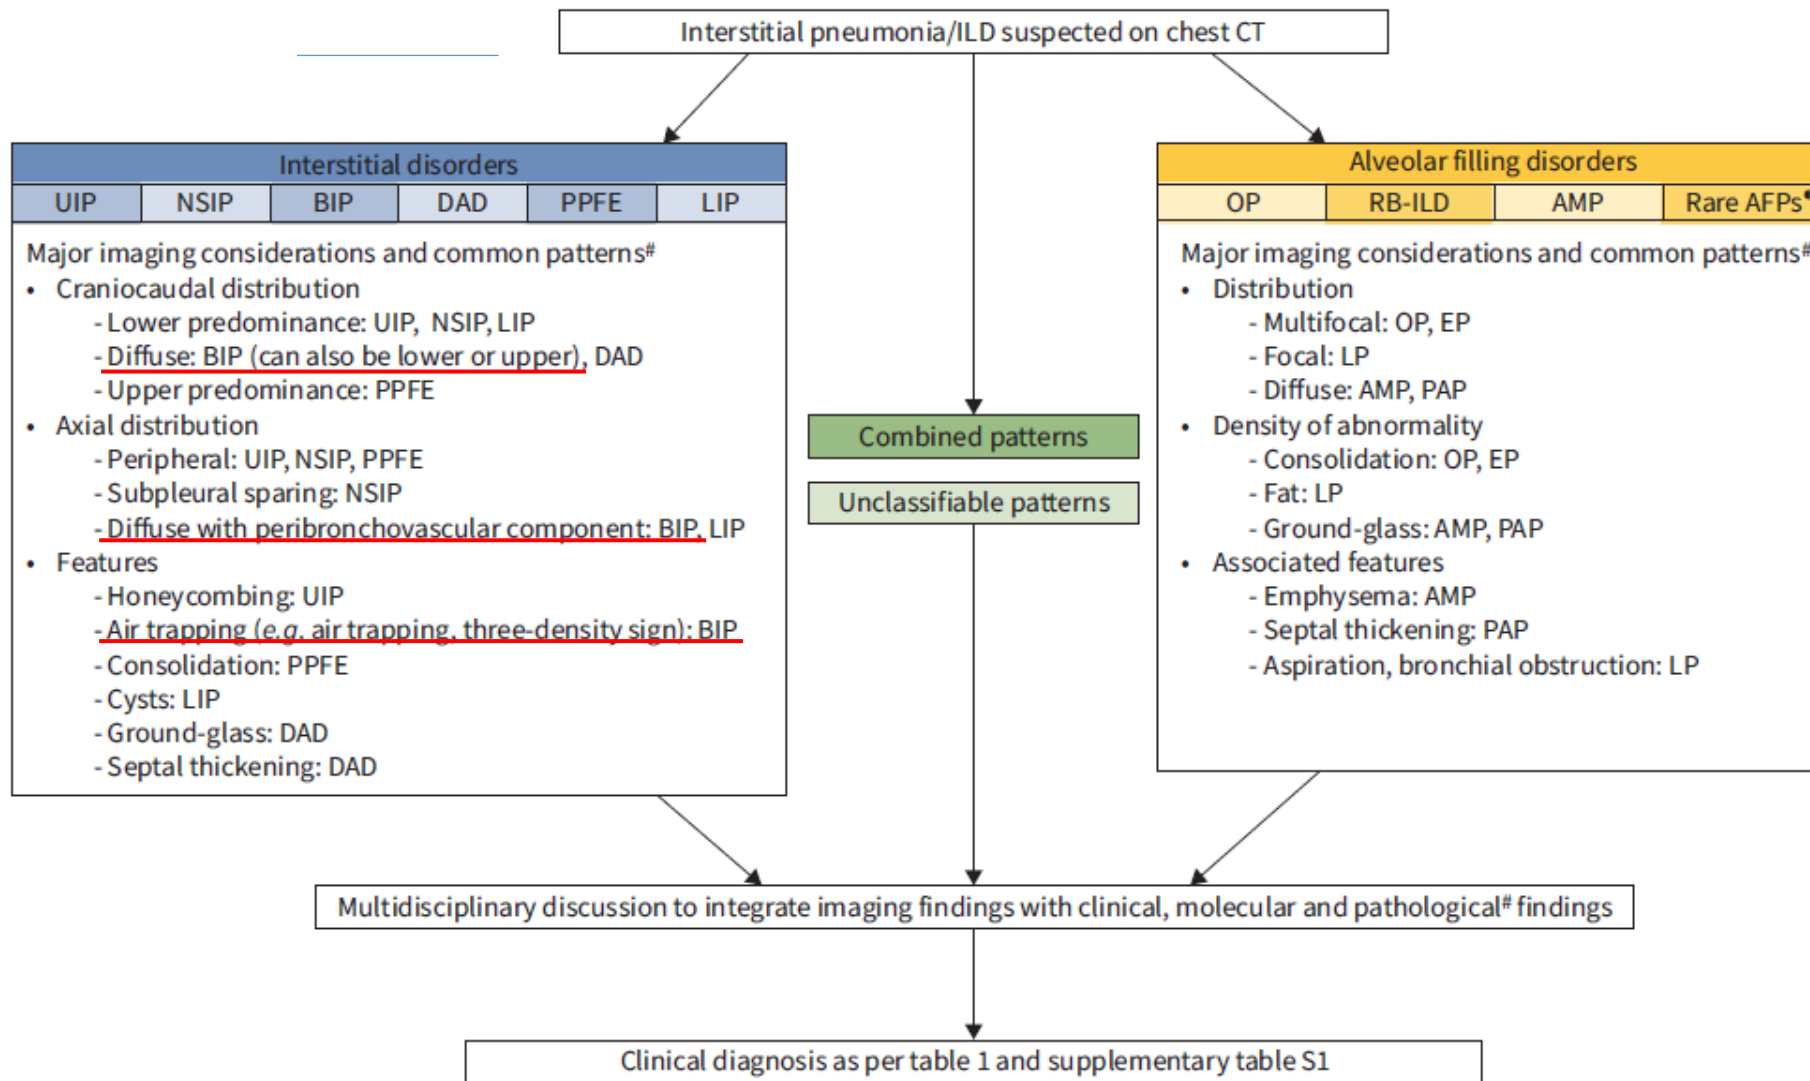 Interstitial pneumonia/ILD suspected on chest CT
Interstitial disorders
UIP NSIP BIP DAD PPFE LIP
Major imaging considerations and common patterns#
• Craniocaudal distribution
- Lower predominance: UIP, NSIP, LIP
- Diffuse: BIP (can also be lower or upper), DAD
- Upper predominance: PPFE
• Axial distribution
- Peripheral: UIP, NSIP, PPFE
- Subpleural sparing: NSIP
- Diffuse with peribronchovascular component: BIP, LIP
• Features
- Honeycombing: UIP
- Air trapping (e.g. air trapping, three-density sign): BIP
- Consolidation: PPFE
- Cysts: LIP
- Ground-glass: DAD
- Septal thickening: DAD
Combined patterns
Unclassifiable patterns
Alveolar filling disorders
OP RB-ILD AMP Rare AFPs
Major imaging considerations and common patterns#
• Distribution
- Multifocal: OP, EP
- Focal: LP
- Diffuse: AMP, PAP
• Density of abnormality
- Consolidation: OP, EP
- Fat: LP
- Ground-glass: AMP, PAP
• Associated features
- Emphysema: AMP
- Septal thickening: PAP
- Aspiration, bronchial obstruction: LP
Multidisciplinary discussion to integrate imaging findings with clinical, molecular and pathological# findings
Clinical diagnosis as per table 1 and supplementary table S1